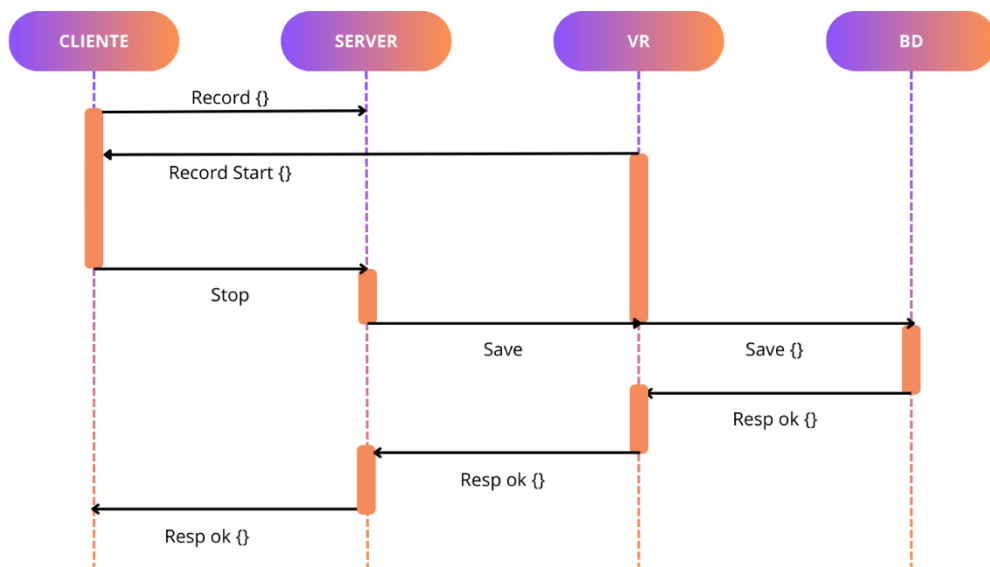 CLIENTE
SERVER
VR
BD
Record {}
Record Start {}
Stop
Save
Save {}
Resp ok {}
Resp ok {}
Resp ok {}